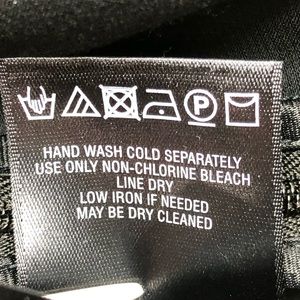 P
HAND WASH COLD SEPARATELY
USE ONLY NON-CHLORINE BLEACH
LINE DRY
LOW IRON IF NEEDED
MAY BE DRY CLEANED